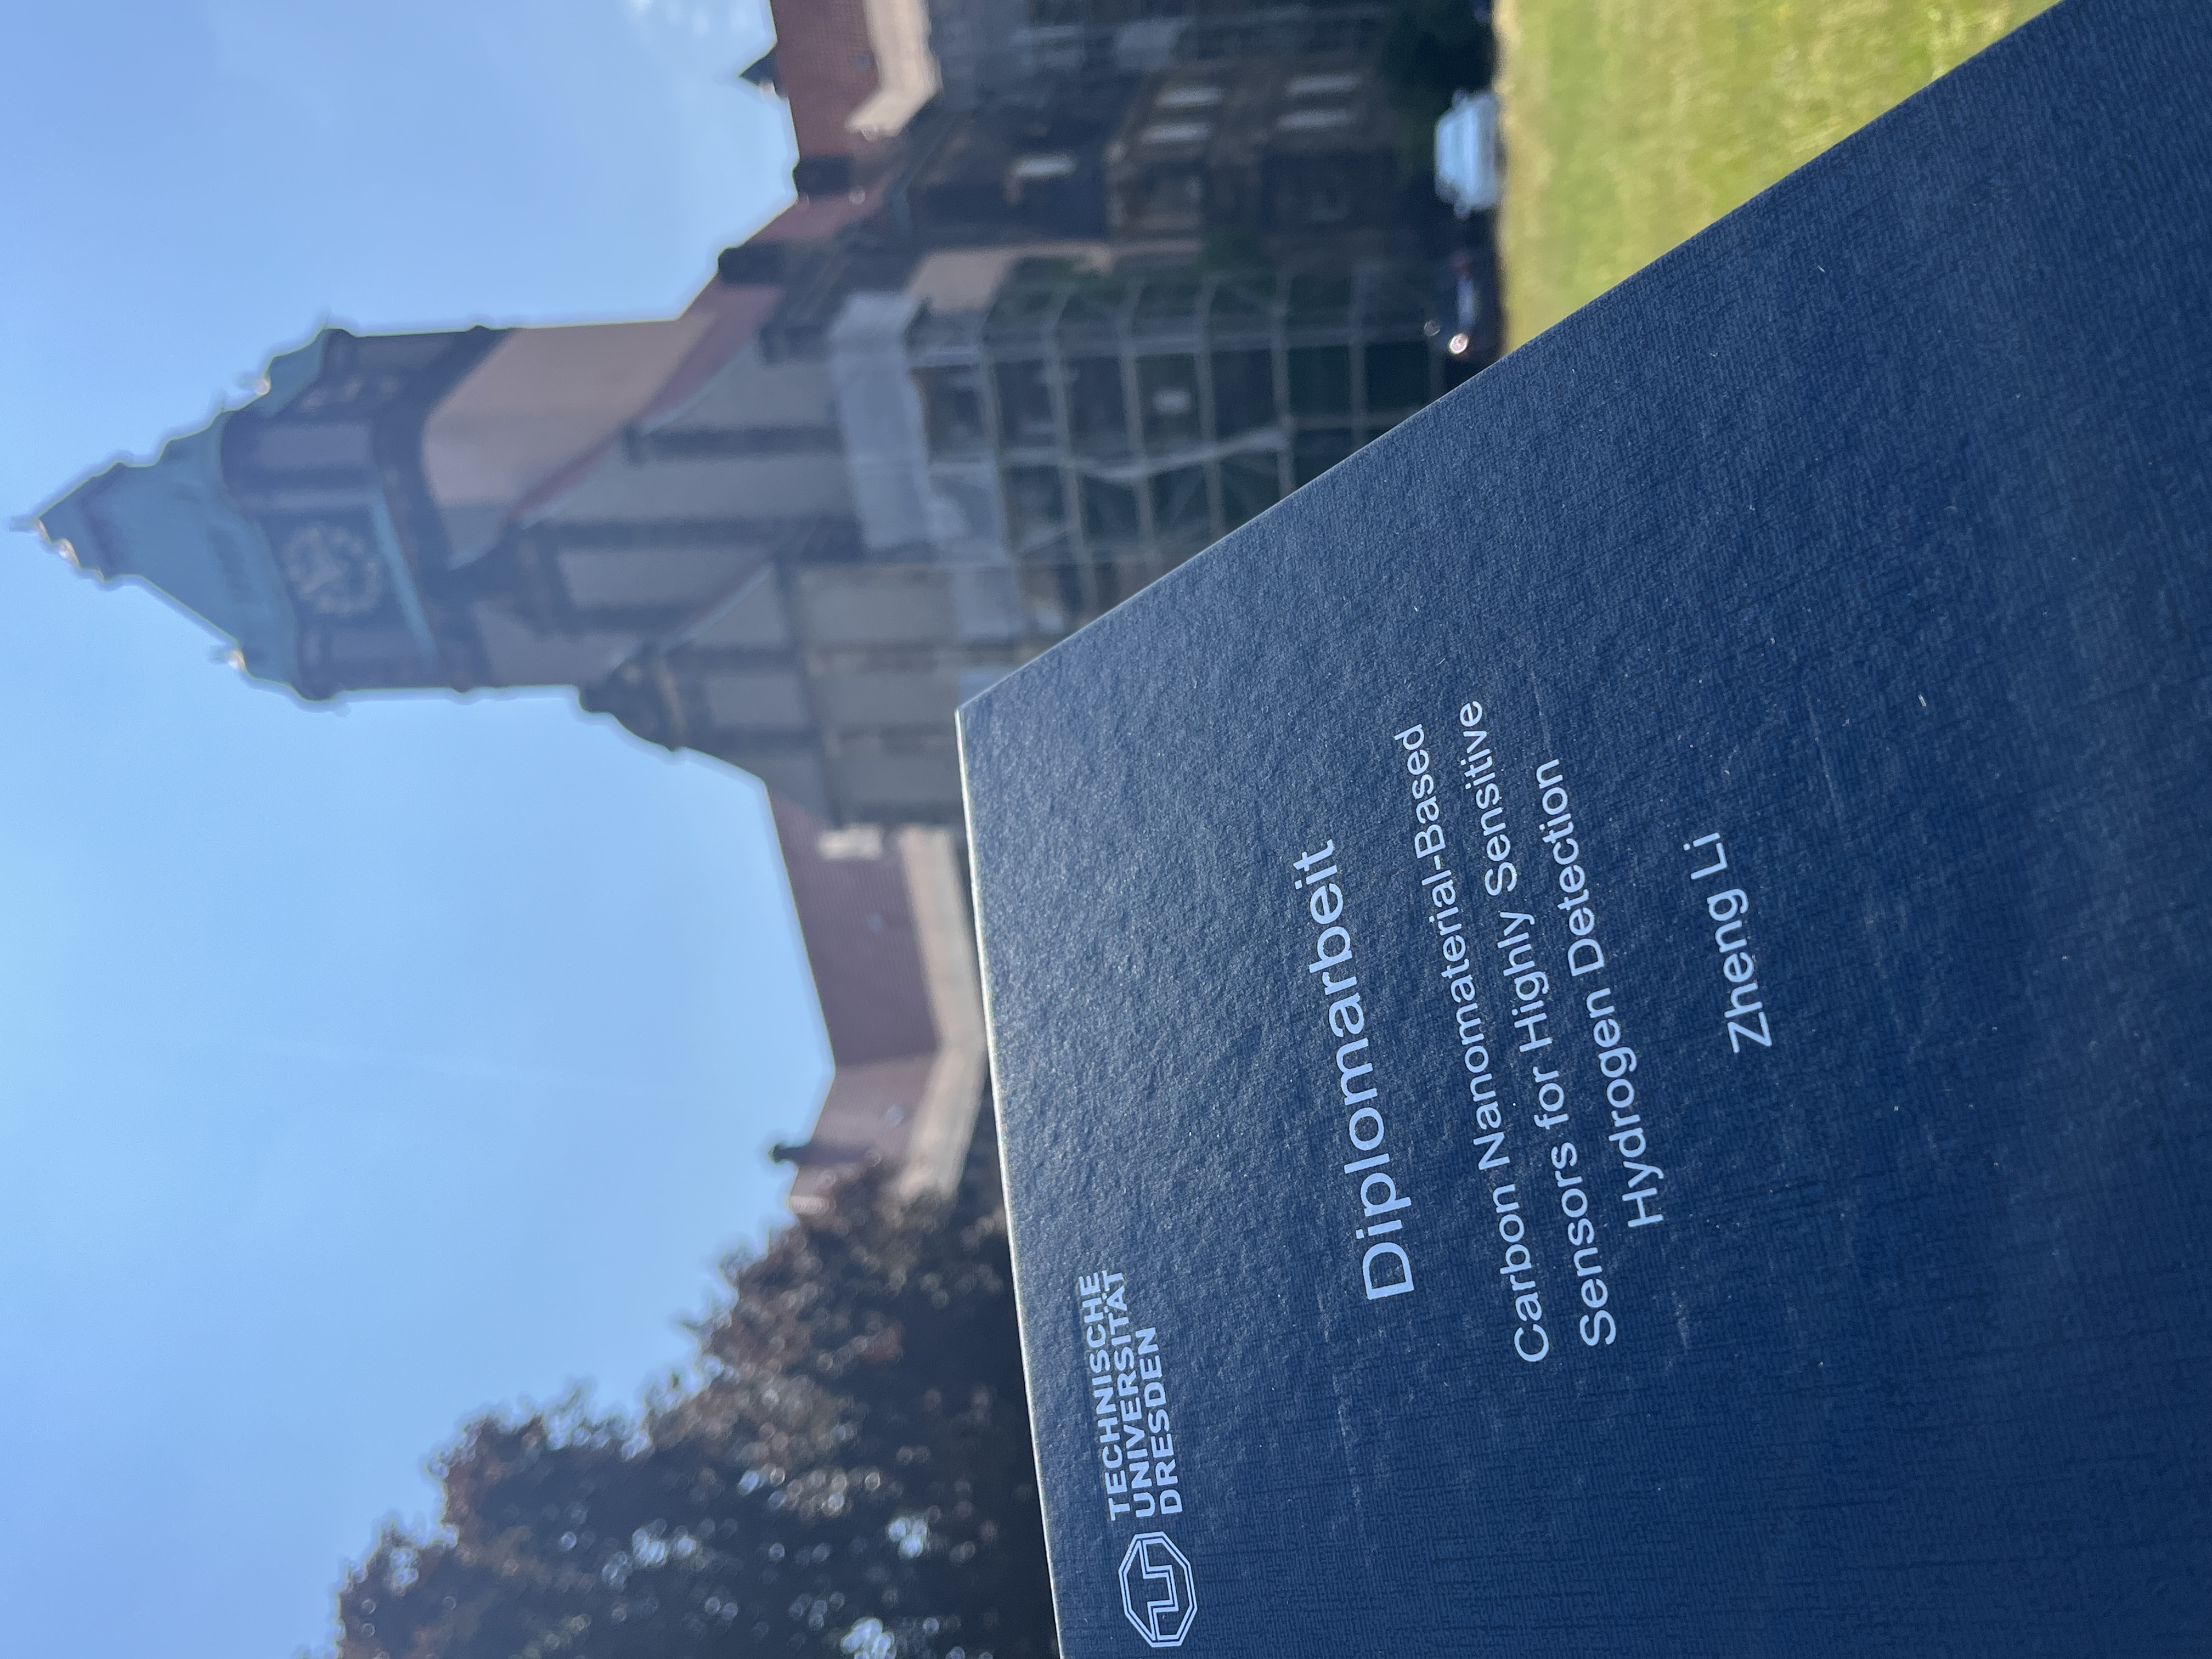 TECHNISCHE
UNIVERSITÄT
DRESDEN
Diplomarbeit
Carbon Nanomaterial-Based
Sensors for Highly Sensitive
Hydrogen Detection
Zheng Li